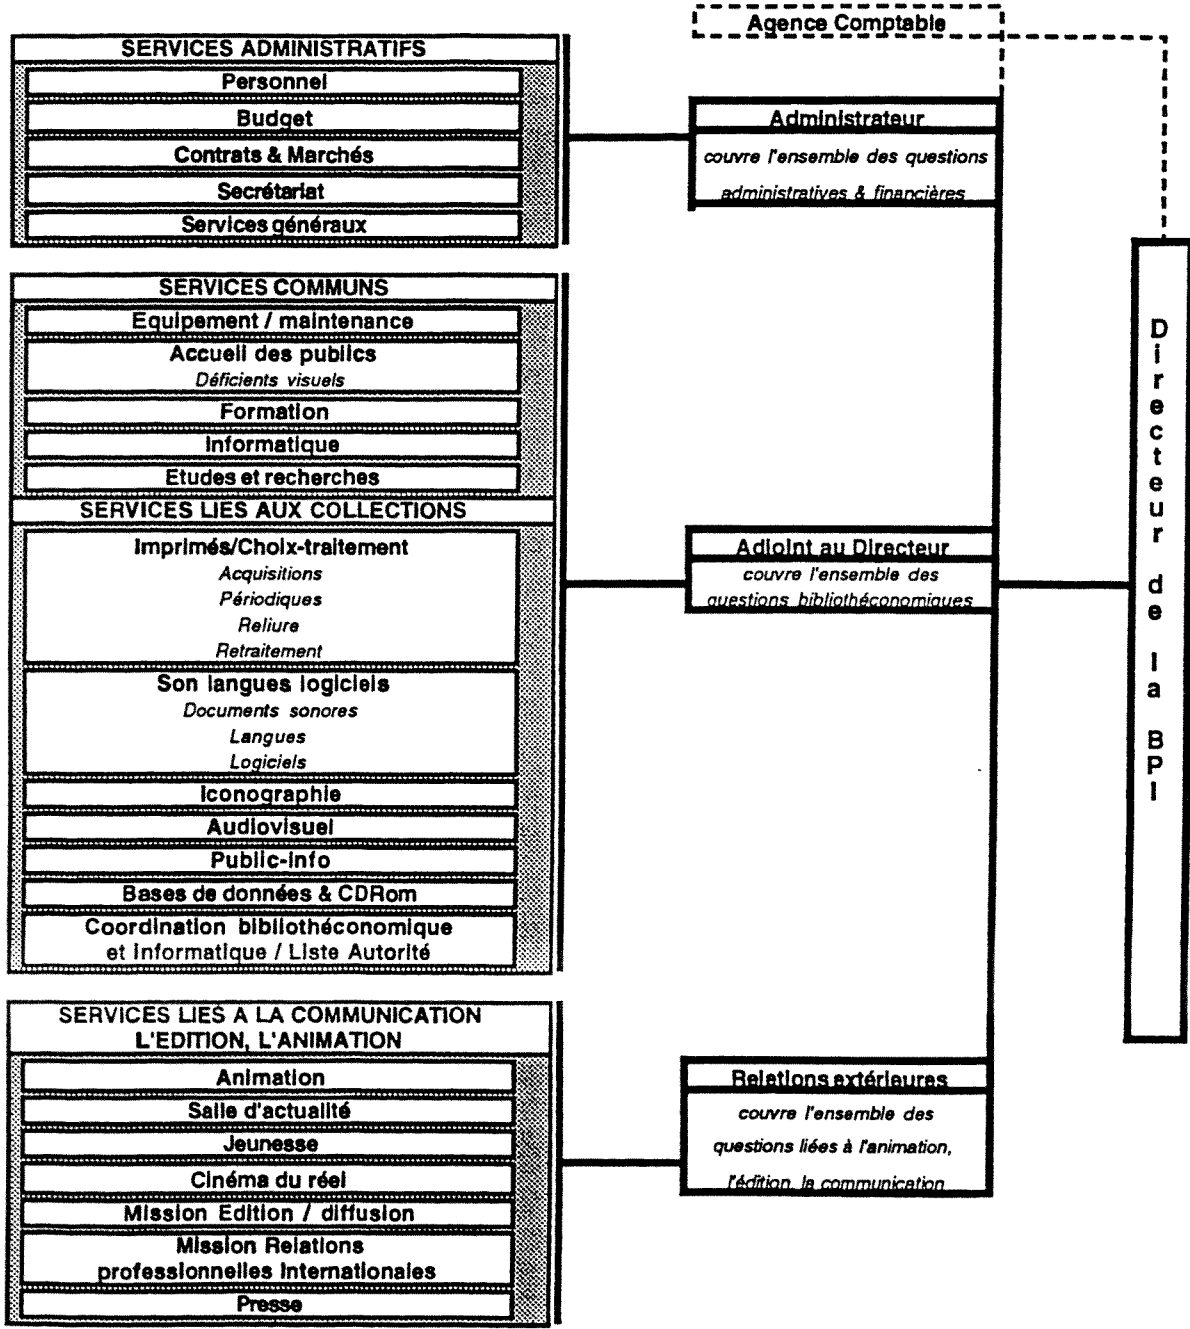 Agence Comptable
SERVICES ADMINISTRATIFS
Personnel
Budget
Contrats & Marchés
Secrétariat
Services généraux
Administrateur
couvre l'ensemble des questions
administratives & financières
SERVICES COMMUNS
Equipement / maintenance
Accueil des publics
Déficients visuels
Formation
Informatique
Etudes et recherches
SERVICES LIES AUX COLLECTIONS
Imprimés/Choix-traitement
Acquisitions
Périodiques
Reliure
Retraitement
Son langues logiciels
Documents sonores
Langues
Logiciels
Iconographie
Audiovisuel
Public-info
Bases de données & CDRom
Coordination bibliothéconomique
et Informatique / Liste Autorité
Adjoint au Directeur
couvre l'ensemble des
questions bibliothéconomiques
SERVICES LIES A LA COMMUNICATION
L'EDITION, L'ANIMATION
Animation
Salle d'actualité
Jeunesse
Cinéma du réel
Mission Edition / diffusion
Mission Relations
professionnelles Internationales
Presse
Relations extérieures
couvre l'ensemble des
questions liées à l'animation,
l'édition, la communication
Directeur de la BPI